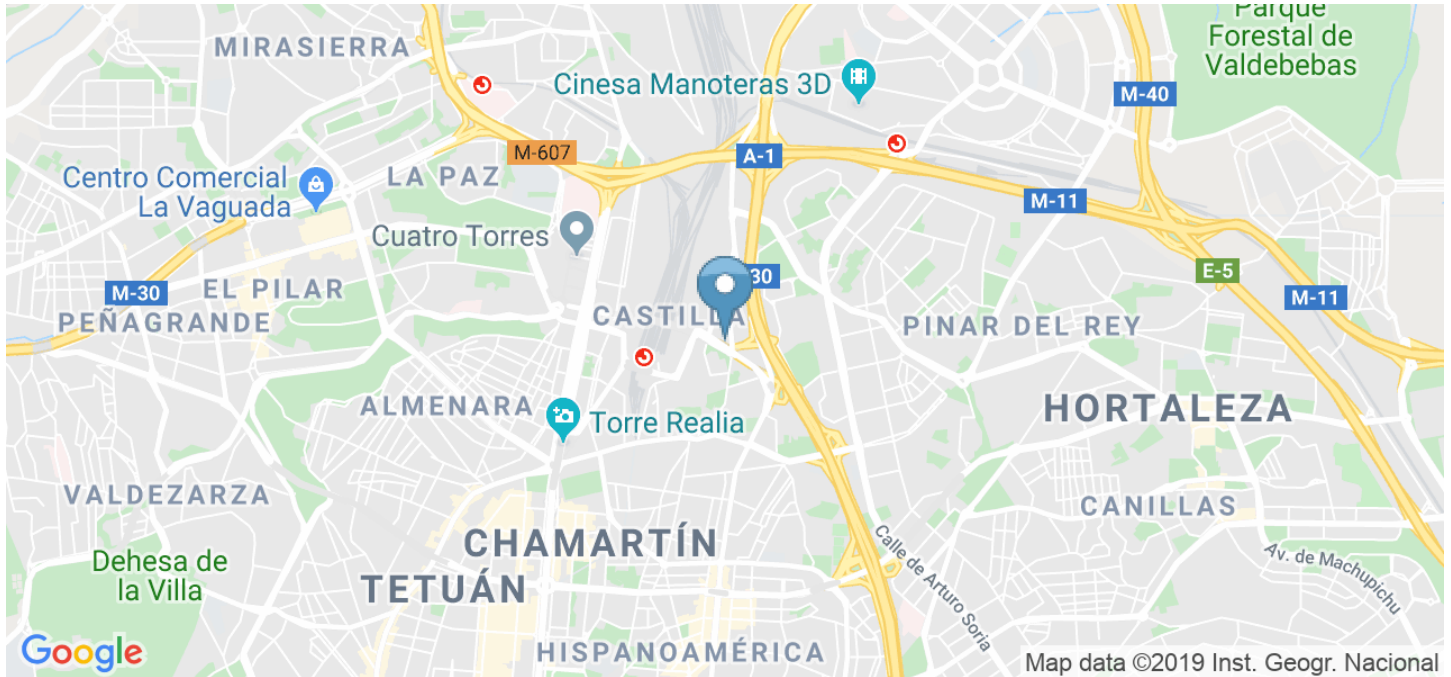 Parque
Forestal de
Valdebebas
MIRASIERRA
Cinesa Manoteras 3D
M-40
M-607
A-1
Centro Comercial
La Vaguada
LA PAZ
M-11
Cuatro Torres
E-5
30
M-30
EL PILAR
M-11
PEÑAGRANDE
CASTILLA
PINAR DEL REY
ALMENARA
Torre Realia
HORTALEZA
VALDEZARZA
CANILLAS
CHAMARTÍN
Calle de Arturo Soria
Av. de Machupichu
Dehesa de
la Villa
TETUÁN
HISPANOAMÉRICA
Google
Map data ©2019 Inst. Geogr. Nacional